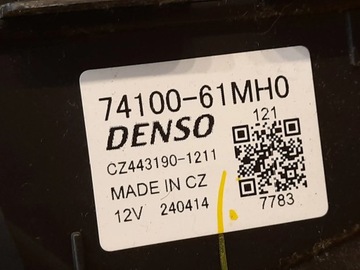 74100-61MH0
DENSO
121
CZ443190-1211
MADE IN CZ
12V 240414
7783